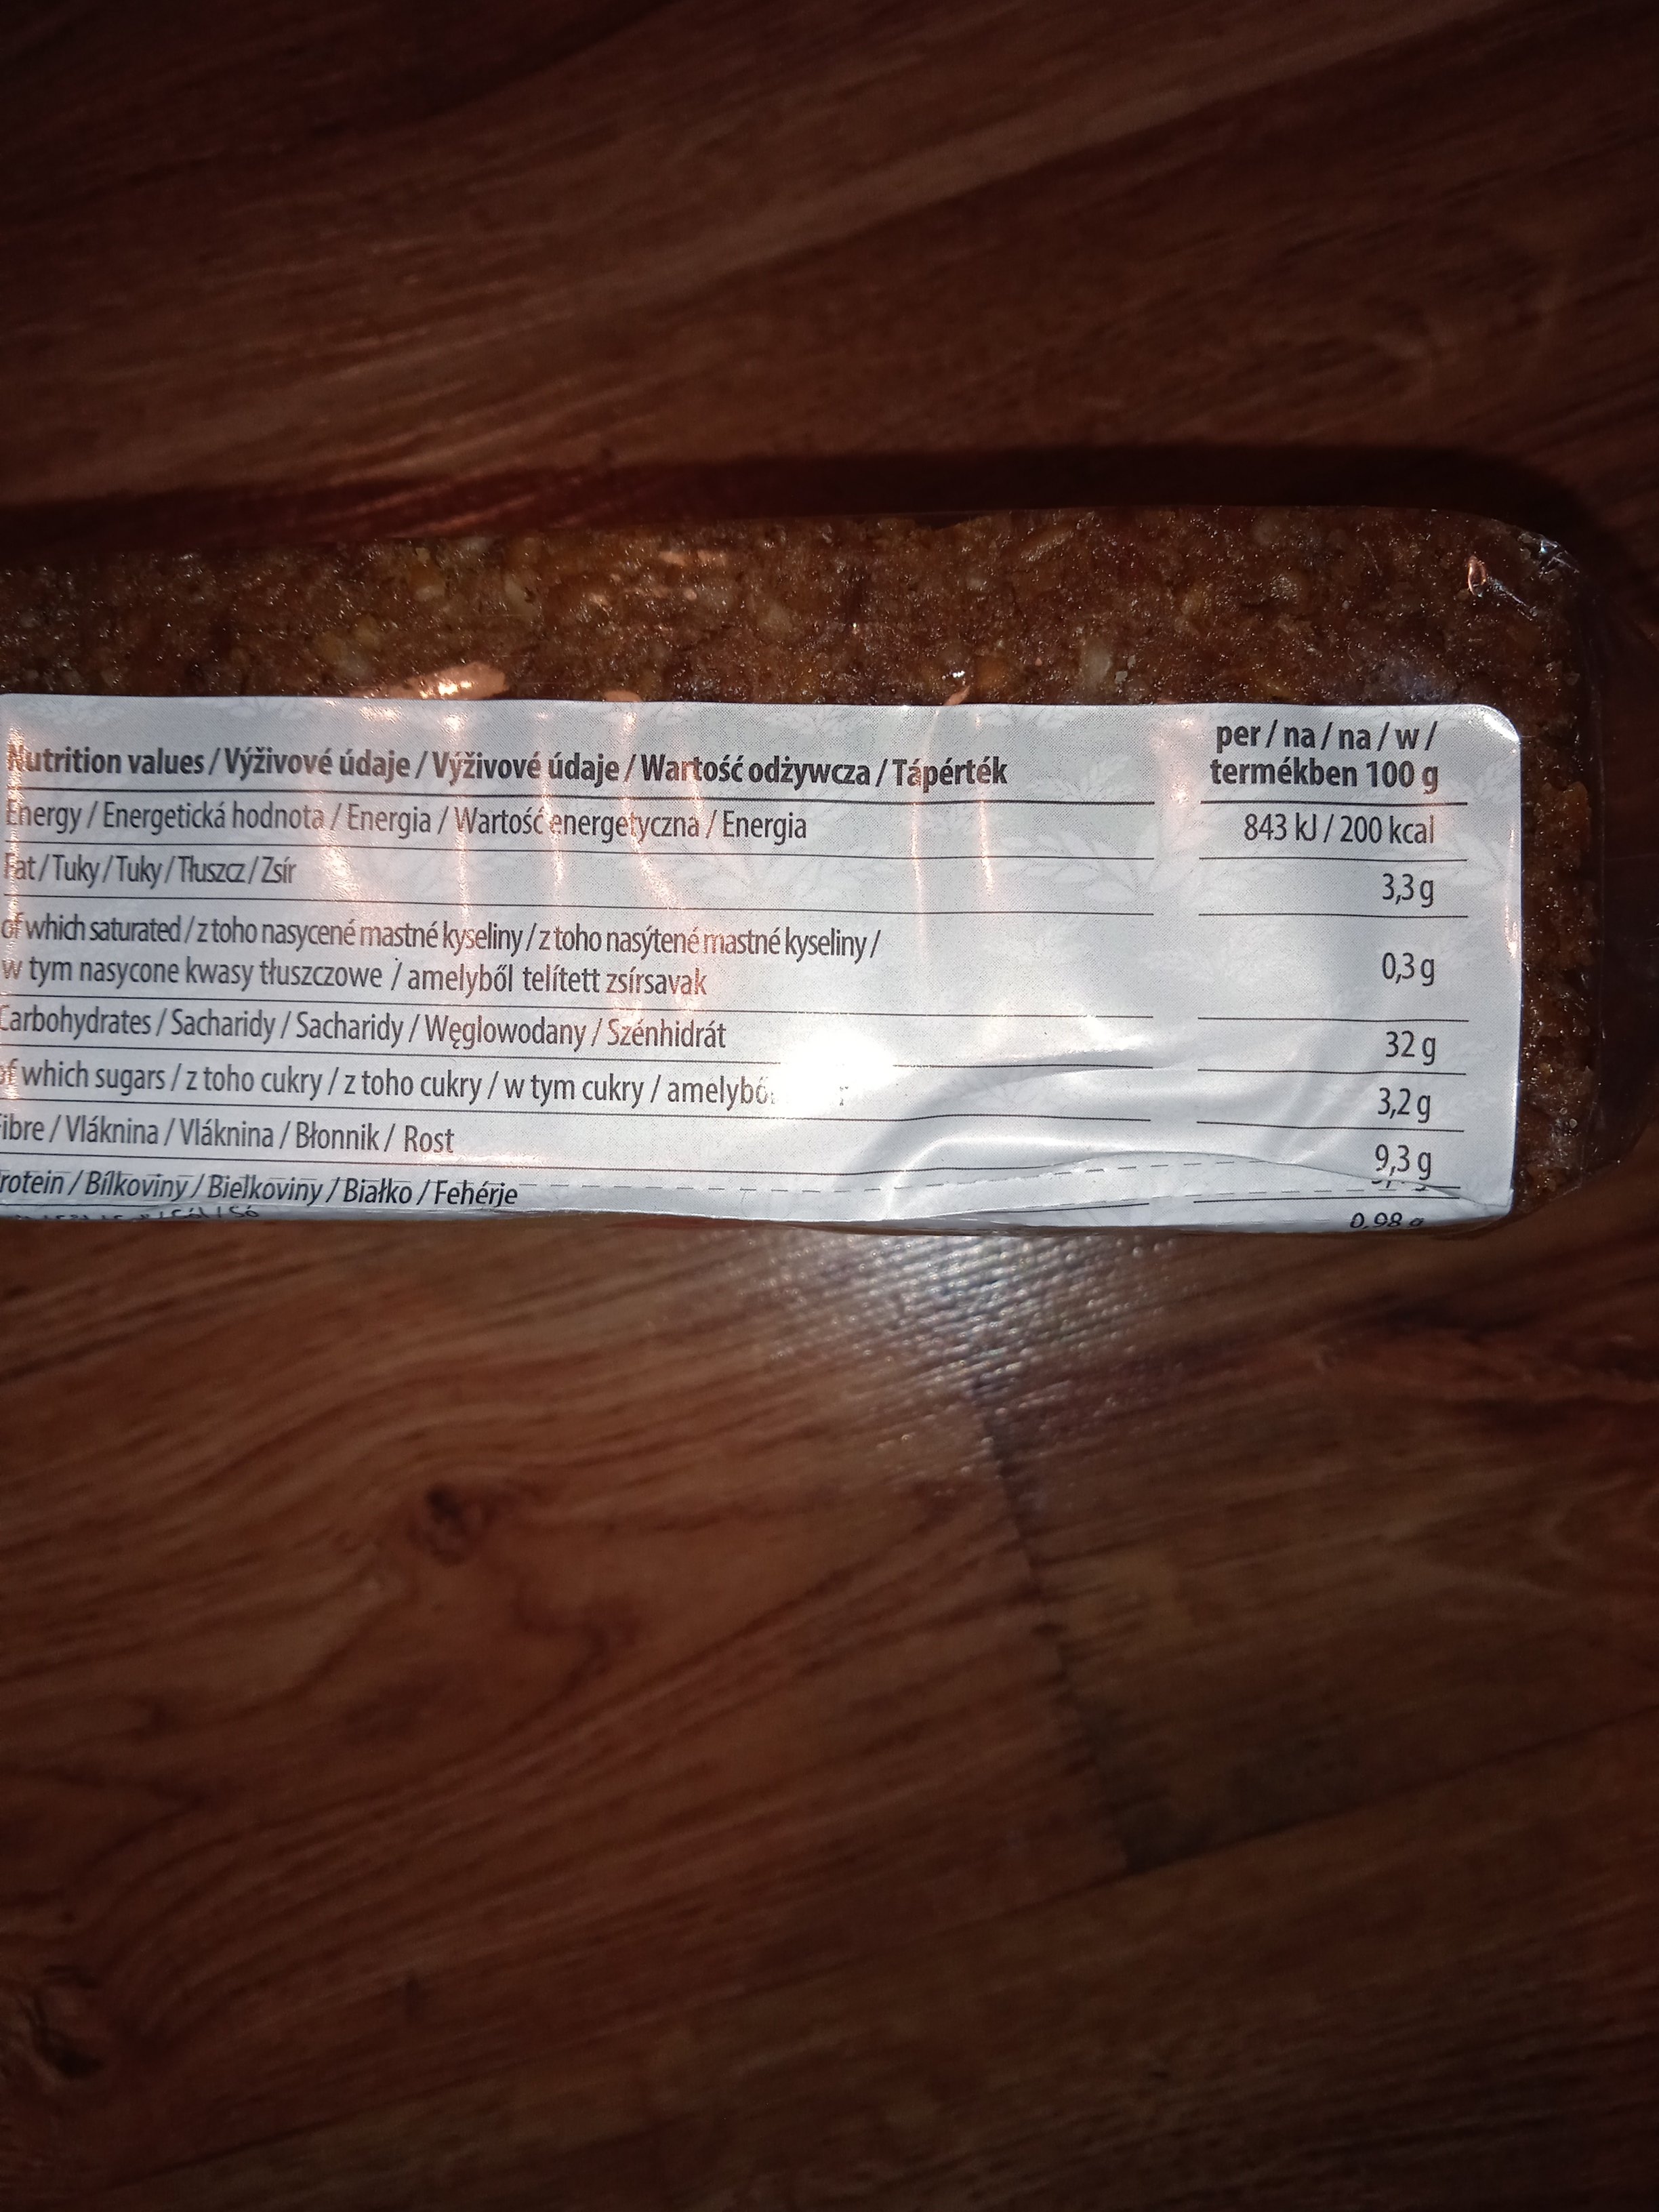 Nutrition values / Výživové údaje / Výživové údaje / Wartość odżywcza / Tápérték
per / na / na / w /
termékben 100 g
Energy / Energetická hodnota / Energia / Wartość energetyczna / Energia
843 kJ / 200 kcal
Fat / Tuky / Tuky / Tłuszcz / Zsír
3,3 g
of which saturated / z toho nasycené mastné kyseliny / z toho nasýtené mastné kyseliny /
w tym nasycone kwasy tłuszczowe / amelyből telített zsírsavak
0,3 g
Carbohydrates / Sacharidy / Sacharidy / Węglowodany / Szénhidrát
32 g
of which sugars / z toho cukry / z toho cukry / w tym cukry /
3,2 g
Fibre / Vláknina / Vláknina / Błonnik / Rost
9,3 g
rotein / Bílkoviny / Bielkoviny / Białko / Fehérje
0,98 g